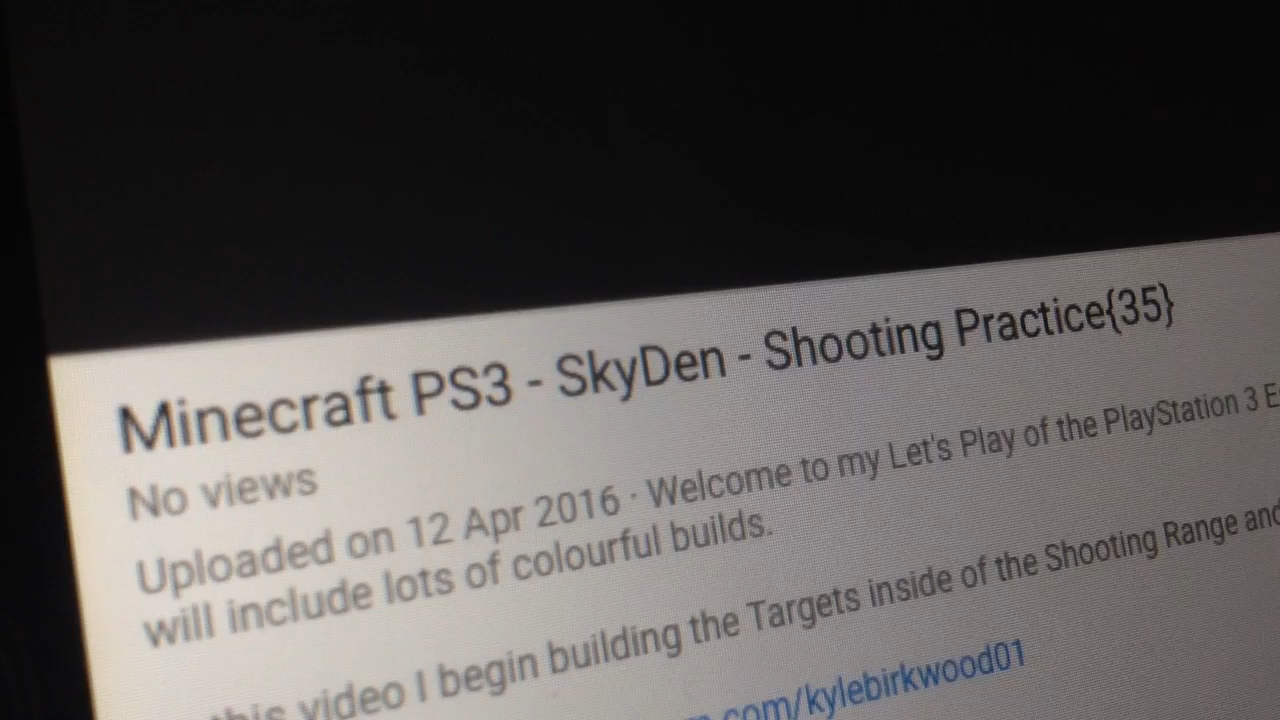 Minecraft PS3 - SkyDen - Shooting Practice{35}
No views
Uploaded on 12 Apr 2016 · Welcome to my Let's Play of the PlayStation 3
will include lots of colourful builds.
this video I begin building the Targets inside of the Shooting Range and
.com/kylebirkwood01